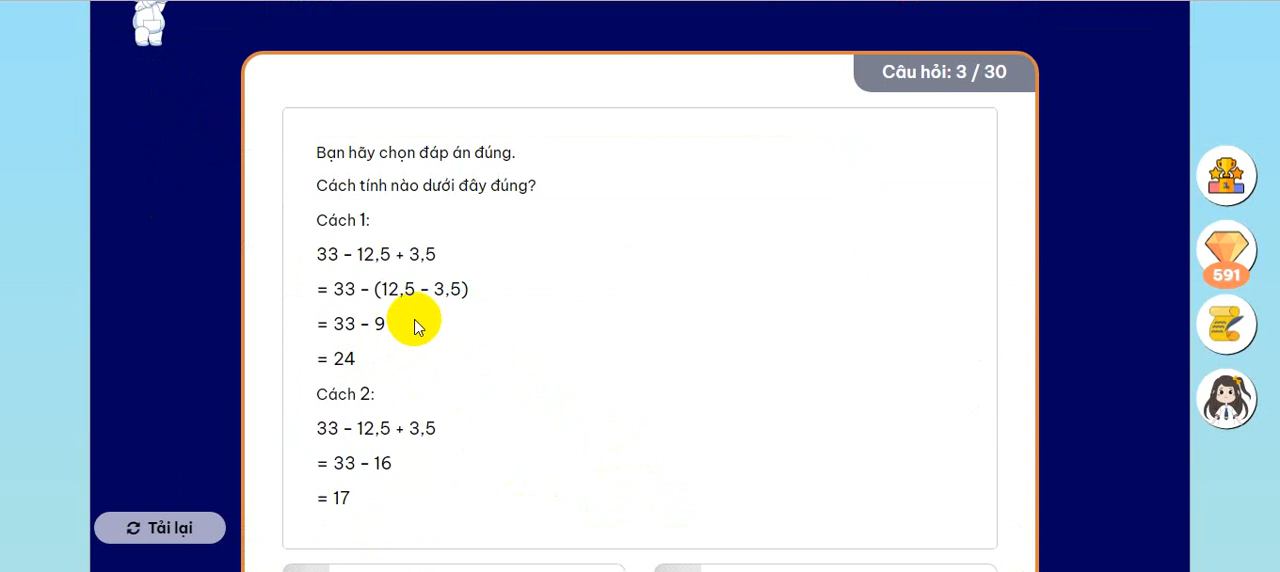 Câu hỏi: 3 / 30
Bạn hãy chọn đáp án đúng.
Cách tính nào dưới đây đúng?
Cách 1:
33 – 12,5 + 3,5
= 33 – (12,5 – 3,5)
= 33 – 9
= 24
Cách 2:
33 – 12,5 + 3,5
= 33 – 16
= 17
591
Tải lại